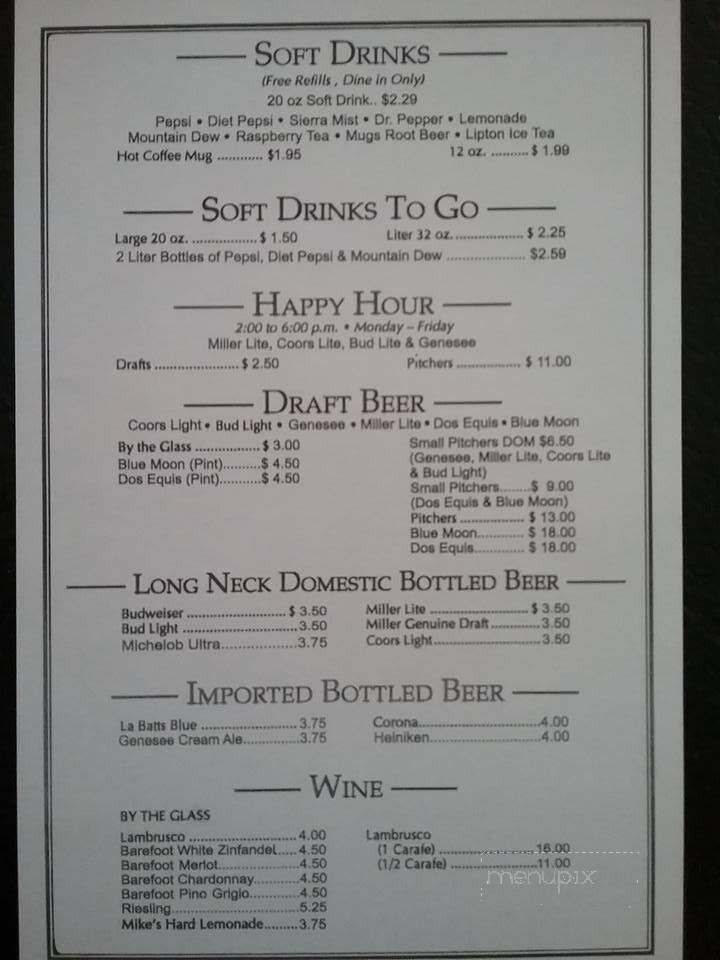 SOFT DRINKS
(Free Refills , Dine in Only)
20 oz Soft Drink.. $2.29
Pepsi • Diet Pepsi • Sierra Mist • Dr. Pepper • Lemonade
Mountain Dew • Raspberry Tea • Mugs Root Beer • Lipton Ice Tea
Hot Coffee Mug ............ $1.95 12 oz. .......... $ 1.99
SOFT DRINKS TO GO
Large 20 oz. .................. $ 1.50 Liter 32 oz. .................. $ 2.25
2 Liter Bottles of Pepsi, Diet Pepsi & Mountain Dew ..................... $2.59
HAPPY HOUR
2:00 to 6:00 p.m. • Monday – Friday
Miller Lite, Coors Lite, Bud Lite & Genesee
Drafts ....................... $ 2.50 Pitchers ................. $ 11.00
DRAFT BEER
Coors Light • Bud Light • Genesee • Miller Lite • Dos Equis • Blue Moon
By the Glass .................. $ 3.00 Small Pitchers DOM $6.50
Blue Moon (Pint)..........$ 4.50 (Genesee, Miller Lite, Coors Lite
Dos Equis (Pint)...........$ 4.50 & Bud Light)
Small Pitchers........$ 9.00
(Dos Equis & Blue Moon)
Pitchers ................. $ 13.00
Blue Moon............ $ 18.00
Dos Equis............. $ 18.00
LONG NECK DOMESTIC BOTTLED BEER
Budweiser .......................... $ 3.50 Miller Lite .......................... $ 3.50
Bud Light ..............................3.50 Miller Genuine Draft.............3.50
Michelob Ultra....................3.75 Coors Light............................3.50
IMPORTED BOTTLED BEER
La Batts Blue ......................... 3.75 Corona................................4.00
Genesee Cream Ale...............3.75 Heiniken.............................4.00
WINE
BY THE GLASS
Lambrusco ............................ 4.00 Lambrusco
Barefoot White Zinfandel..... 4.50 (1 Carafe) .........................16.00
Barefoot Merlot.....................4.50 (1/2 Carafe) .......................11.00
Barefoot Chardonnay............4.50
Barefoot Pino Grigio.............4.50
Riesling..................................5.25
Mike's Hard Lemonade.........3.75
menupix